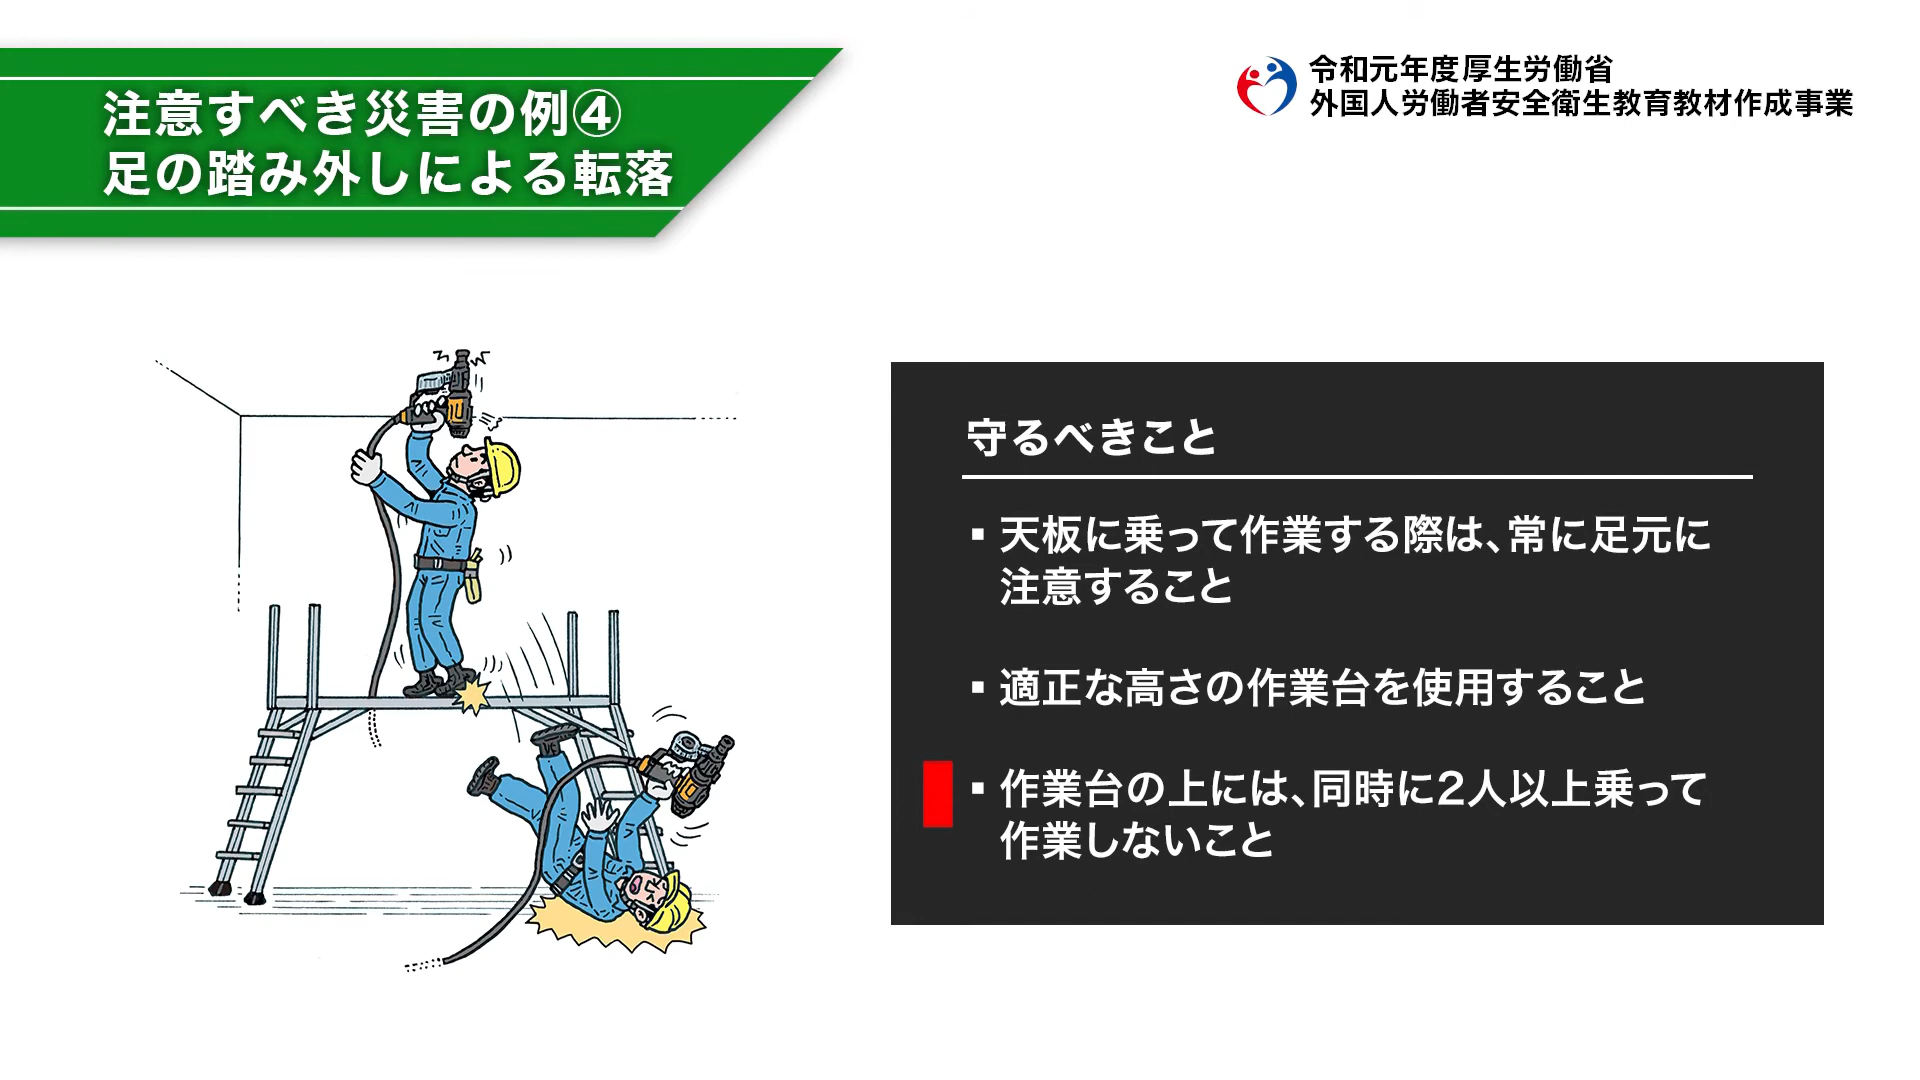 注意すべき災害の例④
足の踏み外しによる転落
令和元年度厚生労働省
外国人労働者安全衛生教育教材作成事業
守るべきこと
▪天板に乗って作業する際は、常に足元に
注意すること
▪適正な高さの作業台を使用すること
▪作業台の上には、同時に2人以上乗って
作業しないこと